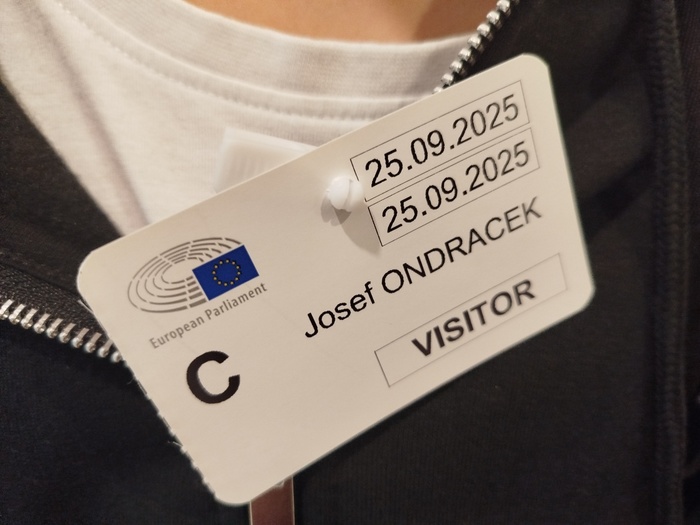 25.09.2025
25.09.2025
Josef ONDRACEK
VISITOR
European Parliament
C